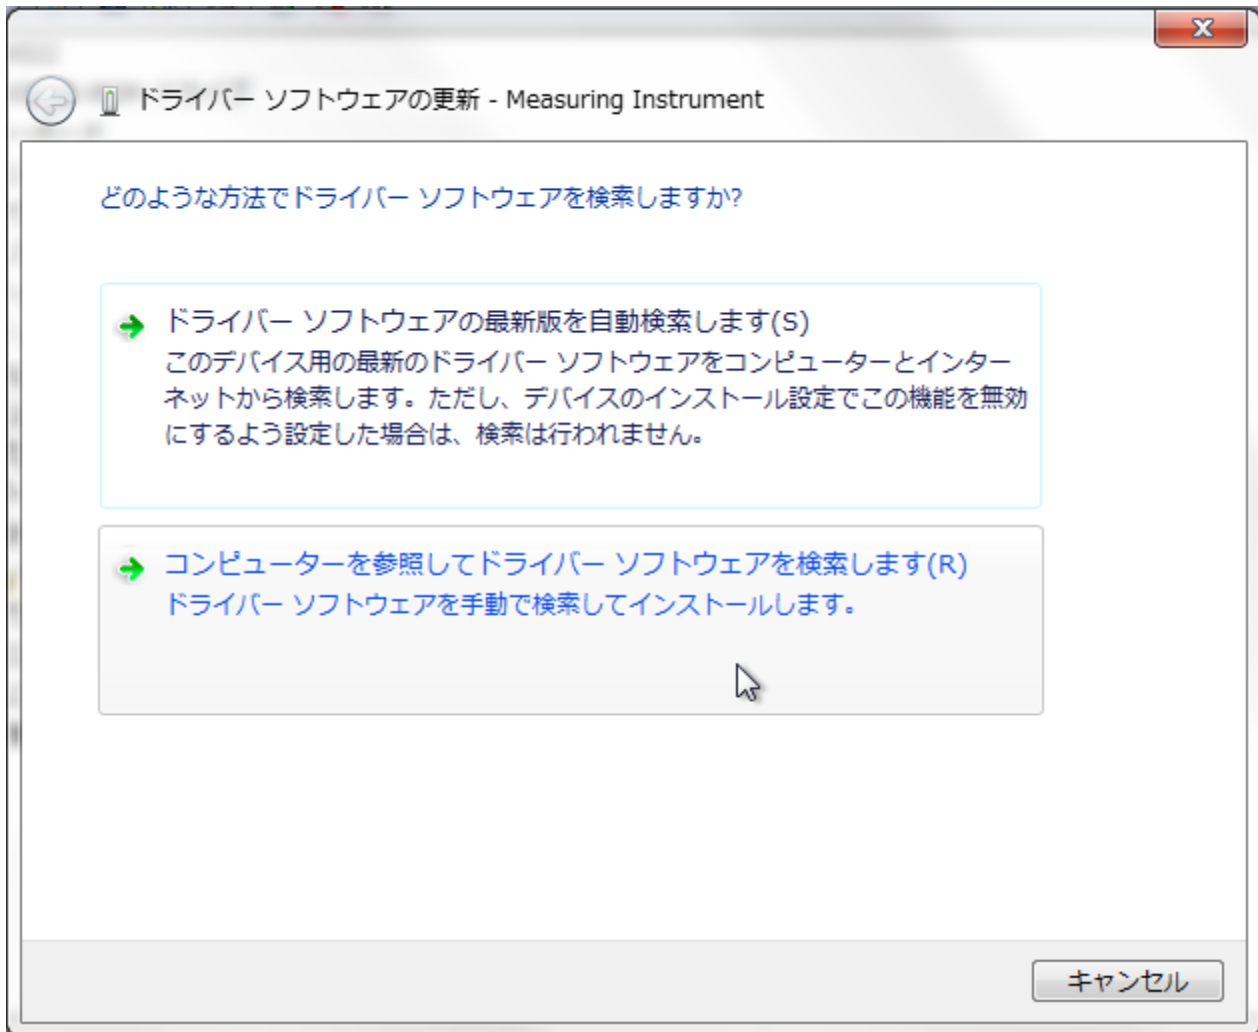 ドライバー ソフトウェアの更新 - Measuring Instrument
どのような方法でドライバー ソフトウェアを検索しますか?
ドライバー ソフトウェアの最新版を自動検索します(S)
このデバイス用の最新のドライバー ソフトウェアをコンピューターとインター
ネットから検索します。ただし、デバイスのインストール設定でこの機能を無効
にするよう設定した場合は、検索は行われません。
コンピューターを参照してドライバー ソフトウェアを検索します(R)
ドライバー ソフトウェアを手動で検索してインストールします。
キャンセル